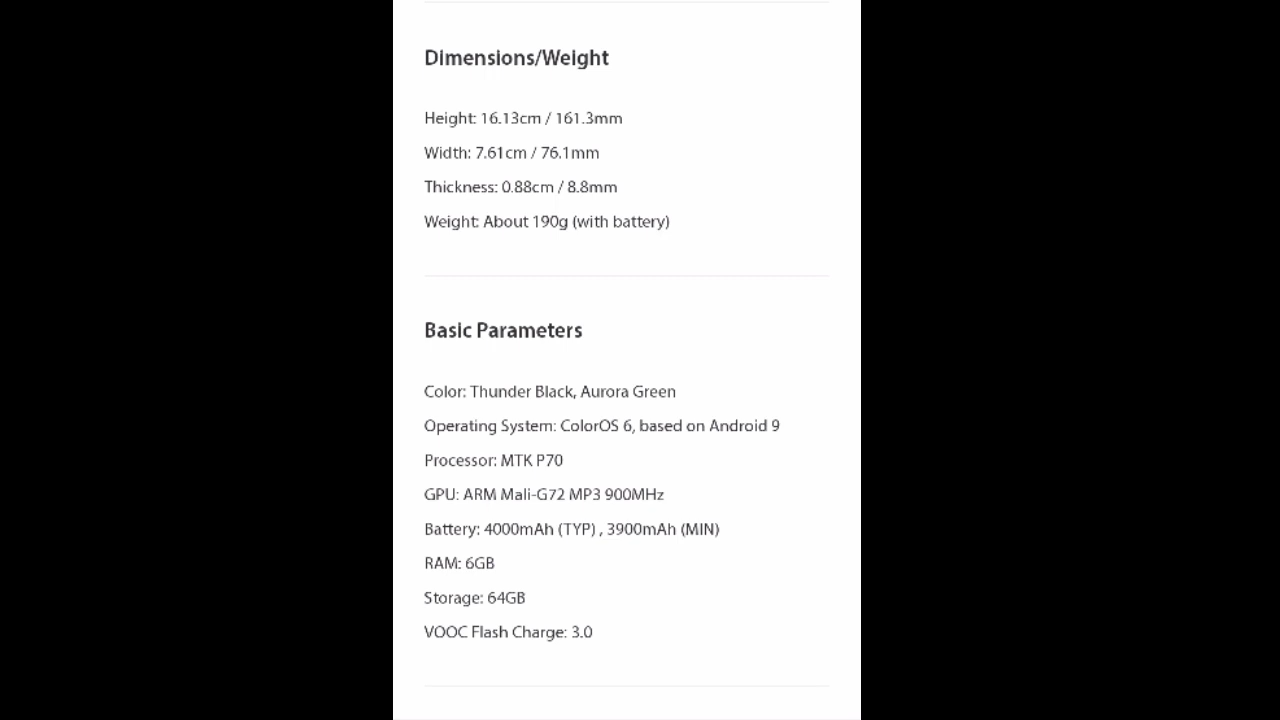 Dimensions/Weight
Height: 16.13cm / 161.3mm
Width: 7.61cm / 76.1mm
Thickness: 0.88cm / 8.8mm
Weight: About 190g (with battery)
Basic Parameters
Color: Thunder Black, Aurora Green
Operating System: ColorOS 6, based on Android 9
Processor: MTK P70
GPU: ARM Mali-G72 MP3 900MHz
Battery: 4000mAh (TYP) , 3900mAh (MIN)
RAM: 6GB
Storage: 64GB
VOOC Flash Charge: 3.0